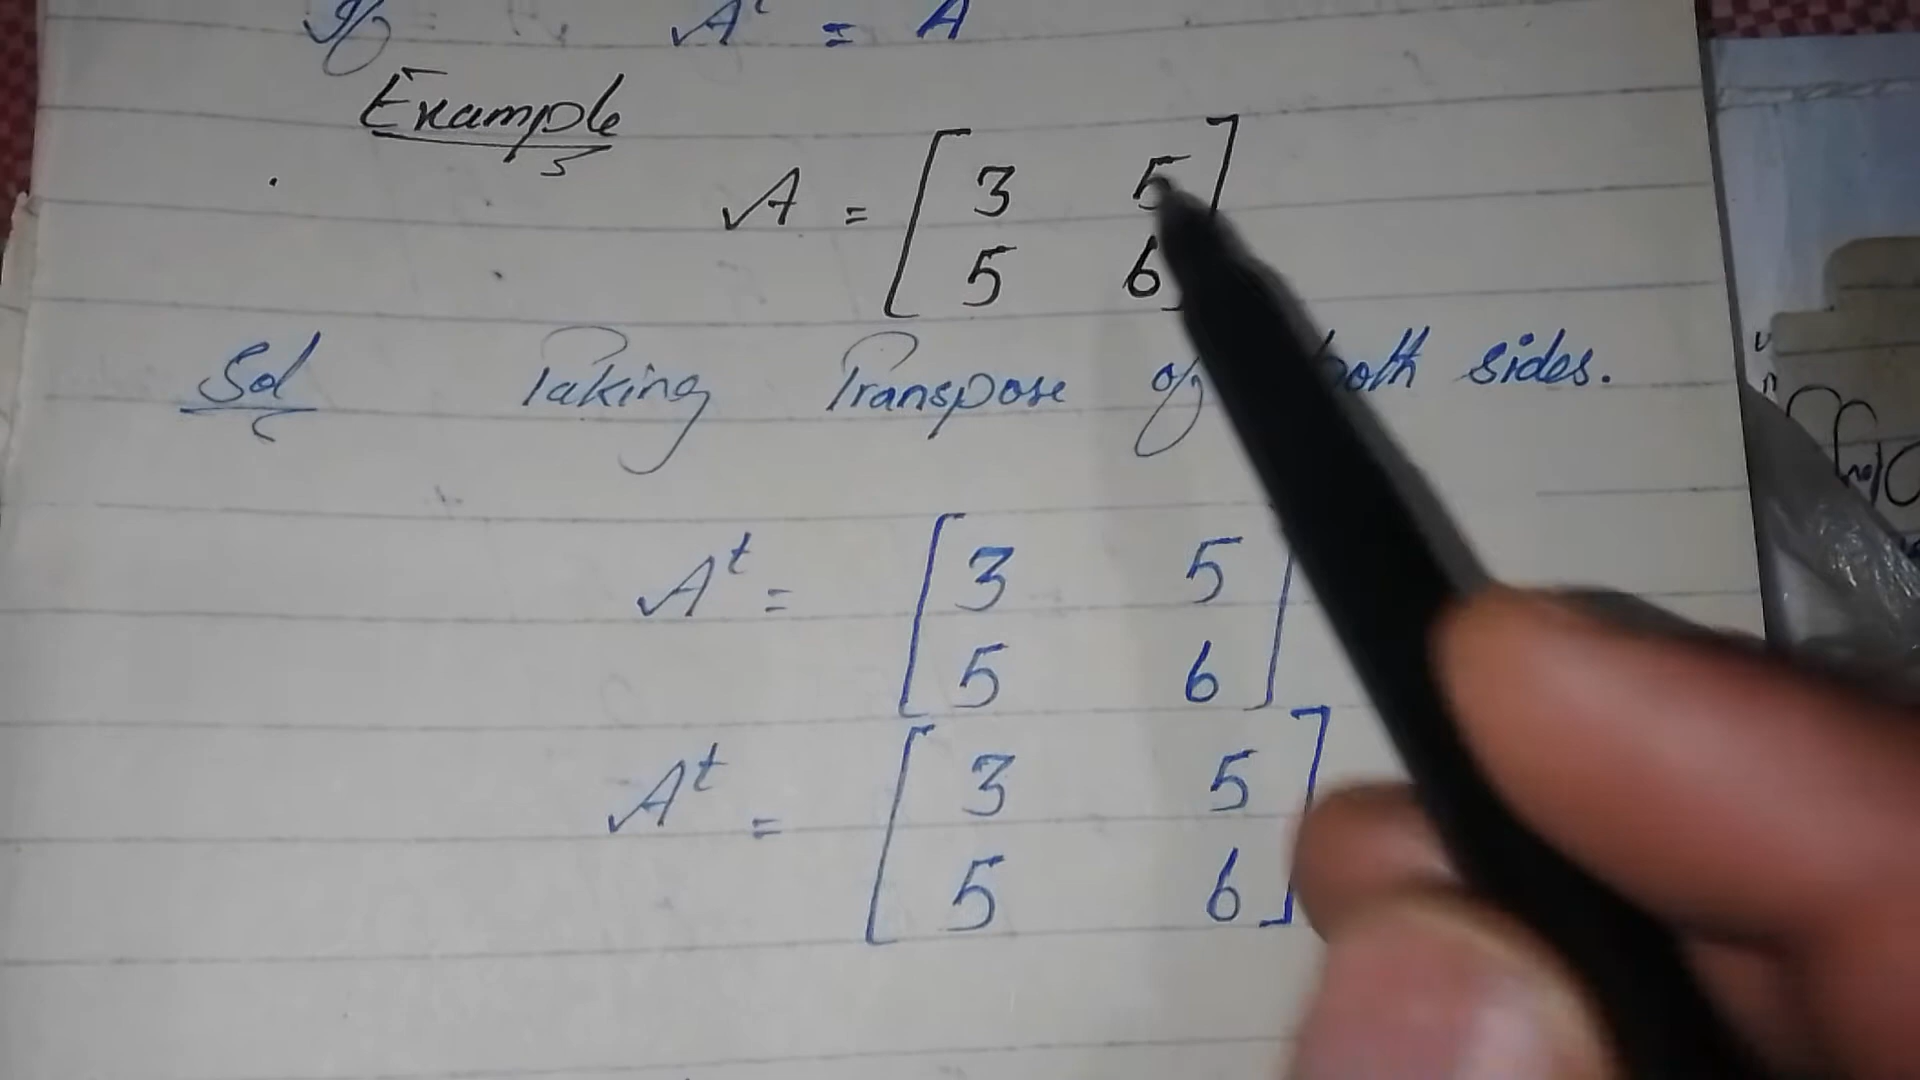 If Aᵗ = A
Example
A = [3 5
5 6]
Sol Taking Transpose of both sides.
Aᵗ = [3 5
5 6]
Aᵗ = [3 5
5 6]